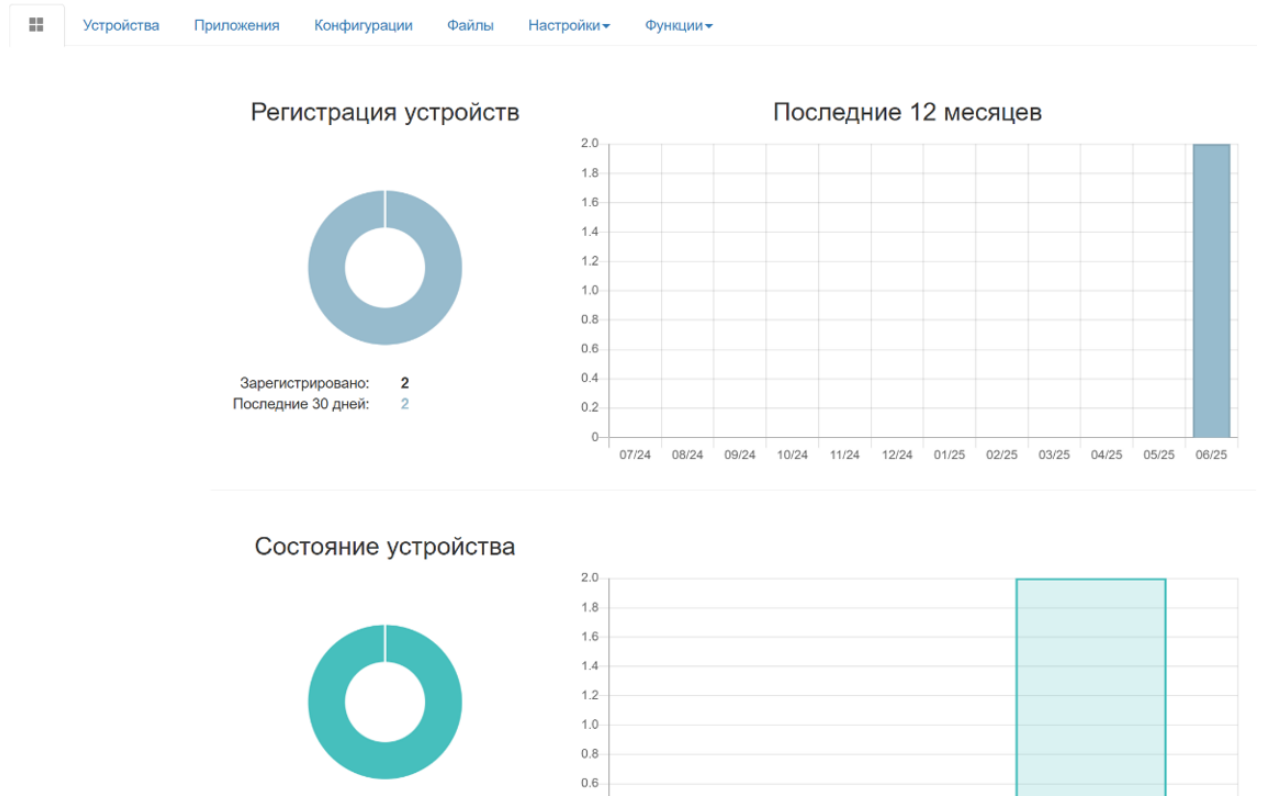 Устройства Приложения Конфигурации Файлы Настройки Функции
Регистрация устройств
Последние 12 месяцев
2.0
1.8
1.6
1.4
1.2
1.0
0.8
0.6
0.4
0.2
0
07/24 08/24 09/24 10/24 11/24 12/24 01/25 02/25 03/25 04/25 05/25 06/25
Зарегистрировано: 2
Последние 30 дней: 2
Состояние устройства
2.0
1.8
1.6
1.4
1.2
1.0
0.8
0.6